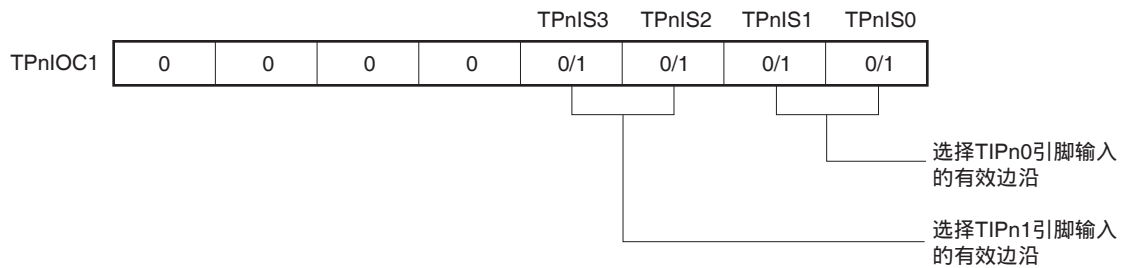 TPnIS3 TPnIS2 TPnIS1 TPnIS0
TPnIOC1 0 0 0 0 0/1 0/1 0/1 0/1
选择TIPn0引脚输入
的有效边沿
选择TIPn1引脚输入
的有效边沿